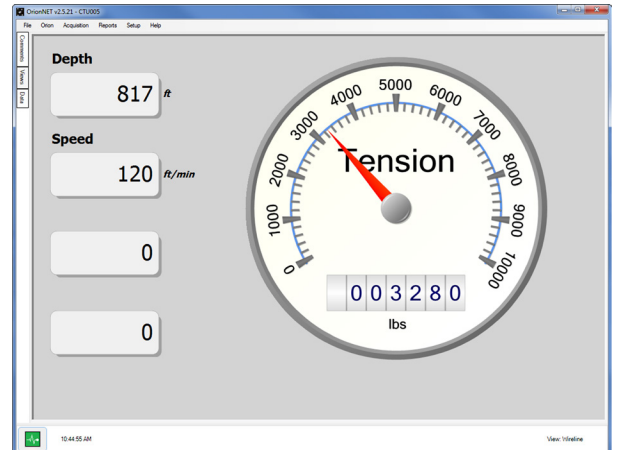 OrionNET v2.5.21 - CTU005
File Orion Acquisition Reports Setup Help
Comments
Views
Data
Depth
817 ft
Speed
120 ft/min
0
0
0
1000
2000
3000
4000
5000
6000
7000
8000
9000
10000
Tension
003280
lbs
10:44:55 AM
View: Wireline